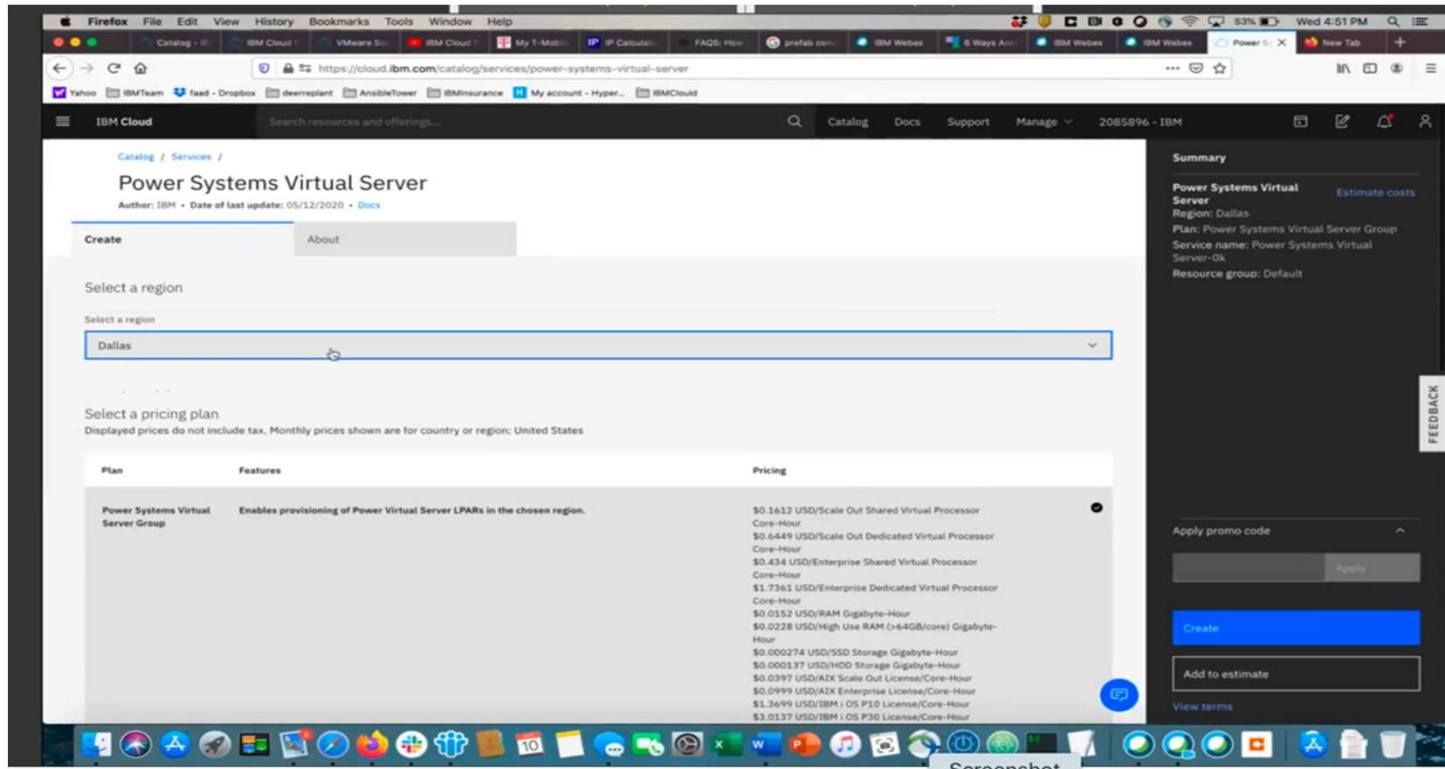 Firefox File Edit View History Bookmarks Tools Window Help 53% Wed 4:51 PM
Catalog - IBM Cloud VMware Sol IBM Cloud My T-Mobile IP Calculat FAQS: How prefab con IBM Webex 6 Ways An IBM Webex IBM Webex Power S New Tab
https://cloud.ibm.com/catalog/services/power-systems-virtual-server
Yahoo IBMTeam faad - Dropbox deerreplant AnsibleTower IBMinsurance My account - Hyper... IBMClouid
IBM Cloud Search resources and offerings... Catalog Docs Support Manage 2085896 - IBM
Catalog / Services /
Power Systems Virtual Server
Author: IBM • Date of last update: 05/12/2020 • Docs
Create About
Select a region
Select a region
Dallas
Select a pricing plan
Displayed prices do not include tax. Monthly prices shown are for country or region: United States
Plan Features Pricing
Power Systems Virtual
Server Group
Enables provisioning of Power Virtual Server LPARs in the chosen region.
$0.1612 USD/Scale Out Shared Virtual Processor
Core-Hour
$0.6449 USD/Scale Out Dedicated Virtual Processor
Core-Hour
$0.434 USD/Enterprise Shared Virtual Processor
Core-Hour
$1.7361 USD/Enterprise Dedicated Virtual Processor
Core-Hour
$0.0152 USD/RAM Gigabyte-Hour
$0.0228 USD/High Use RAM (>64GB/core) Gigabyte-
Hour
$0.000274 USD/SSD Storage Gigabyte-Hour
$0.000137 USD/HDD Storage Gigabyte-Hour
$0.0397 USD/AIX Scale Out License/Core-Hour
$0.0999 USD/AIX Enterprise License/Core-Hour
$1.3699 USD/IBM i OS P10 License/Core-Hour
$3.0137 USD/IBM i OS P30 License/Core-Hour
Summary
Power Systems Virtual
Server
Estimate costs
Region: Dallas
Plan: Power Systems Virtual Server Group
Service name: Power Systems Virtual
Server-0k
Resource group: Default
FEEDBACK
Apply promo code
Apply
Create
Add to estimate
View terms
10
Screenshot